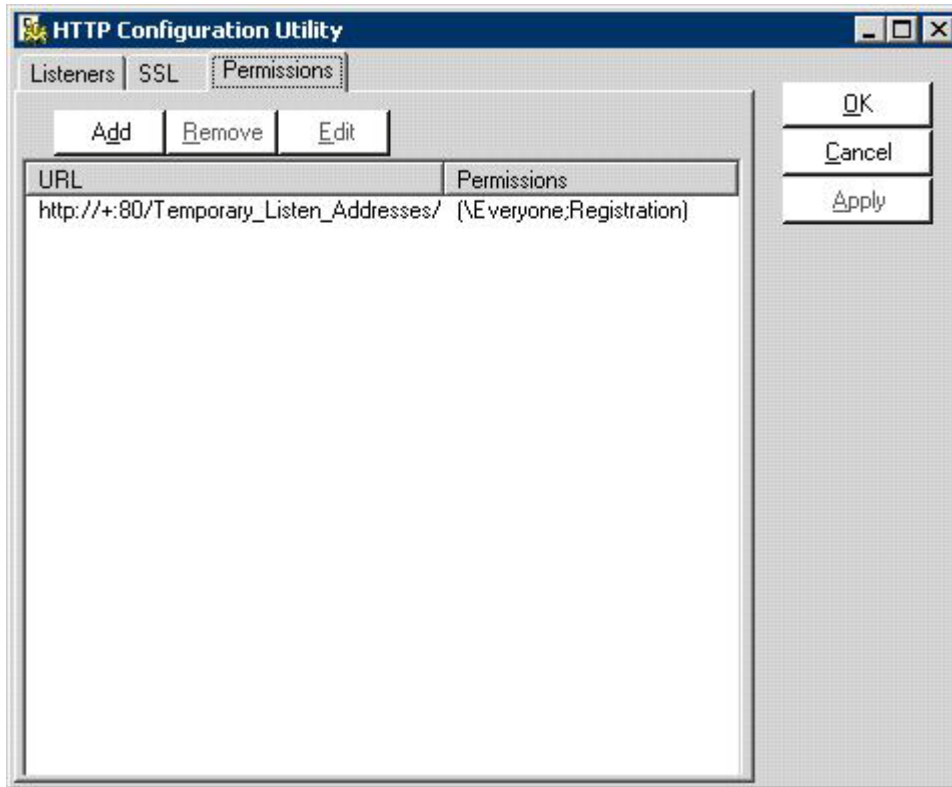 HTTP Configuration Utility
Listeners SSL Permissions
Add Remove Edit
OK
Cancel
Apply
URL Permissions
http://+:80/Temporary_Listen_Addresses/ (\Everyone;Registration)